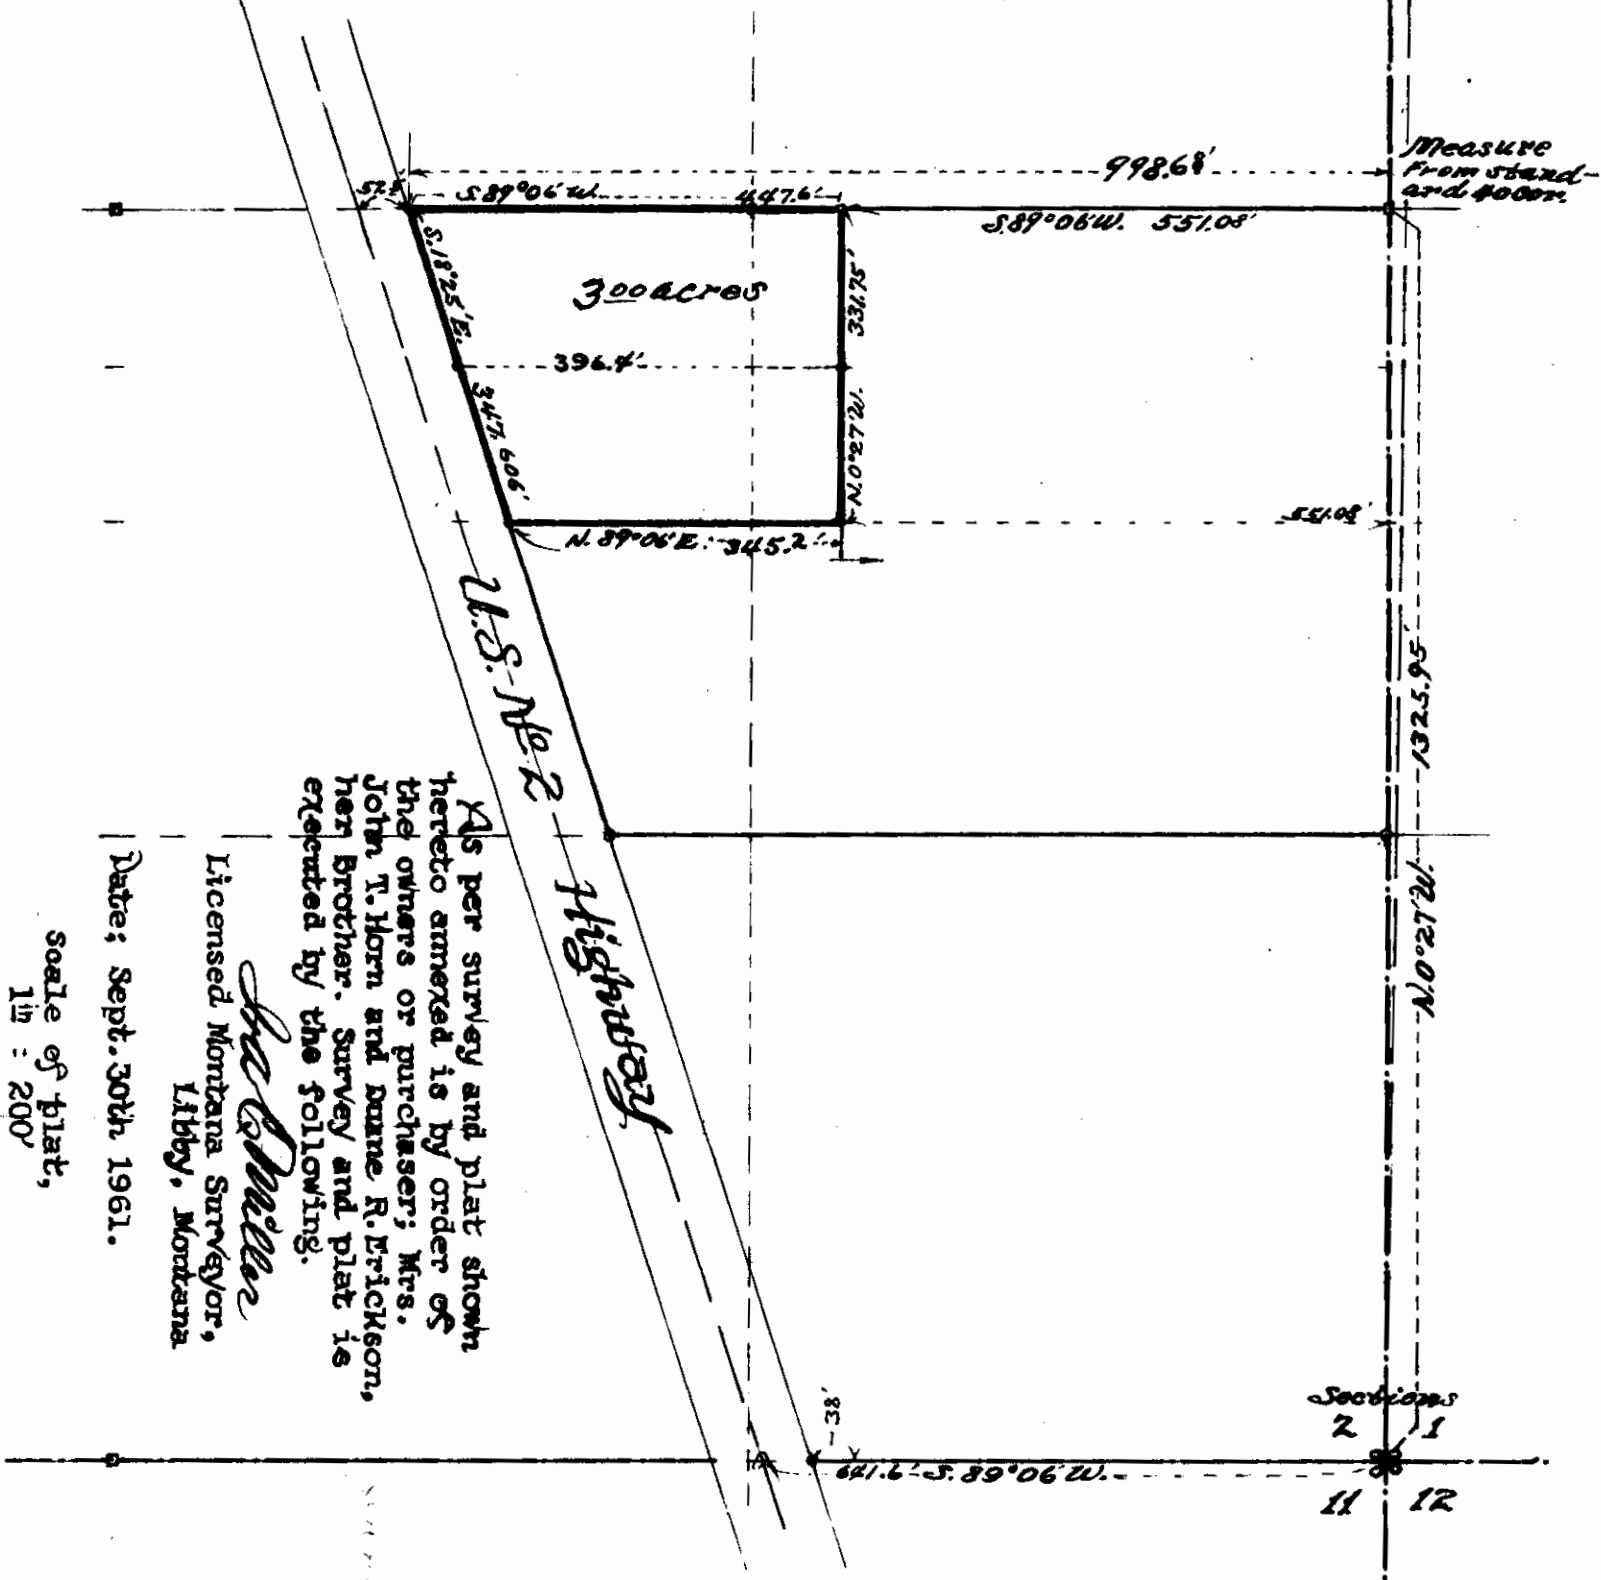 998.68'
Measure
From stand-
ard 40 cor.
52.5'
S.89°06'W. 447.6'
S.89°06'W. 551.08'
S.18°25'E.
347.606'
3 00 acres
331.75'
N.0°27'W.
396.4'
N. 89°06'E. 345.2'
551.08'
1325.95'
N.0°27'W.
U.S. No 2 Highway
As per survey and plat shown
hereto annexed is by order of
the owners or purchaser; Mrs.
John T. Horn and Duane R. Erickson,
her Brother. Survey and plat is
executed by the following.
Licensed Montana Surveyor,
Libby, Montana
Date; Sept. 30th 1961.
scale of plat,
1in : 200'
38'
641.6' S. 89°06'W.
Sections
2 1
11 12